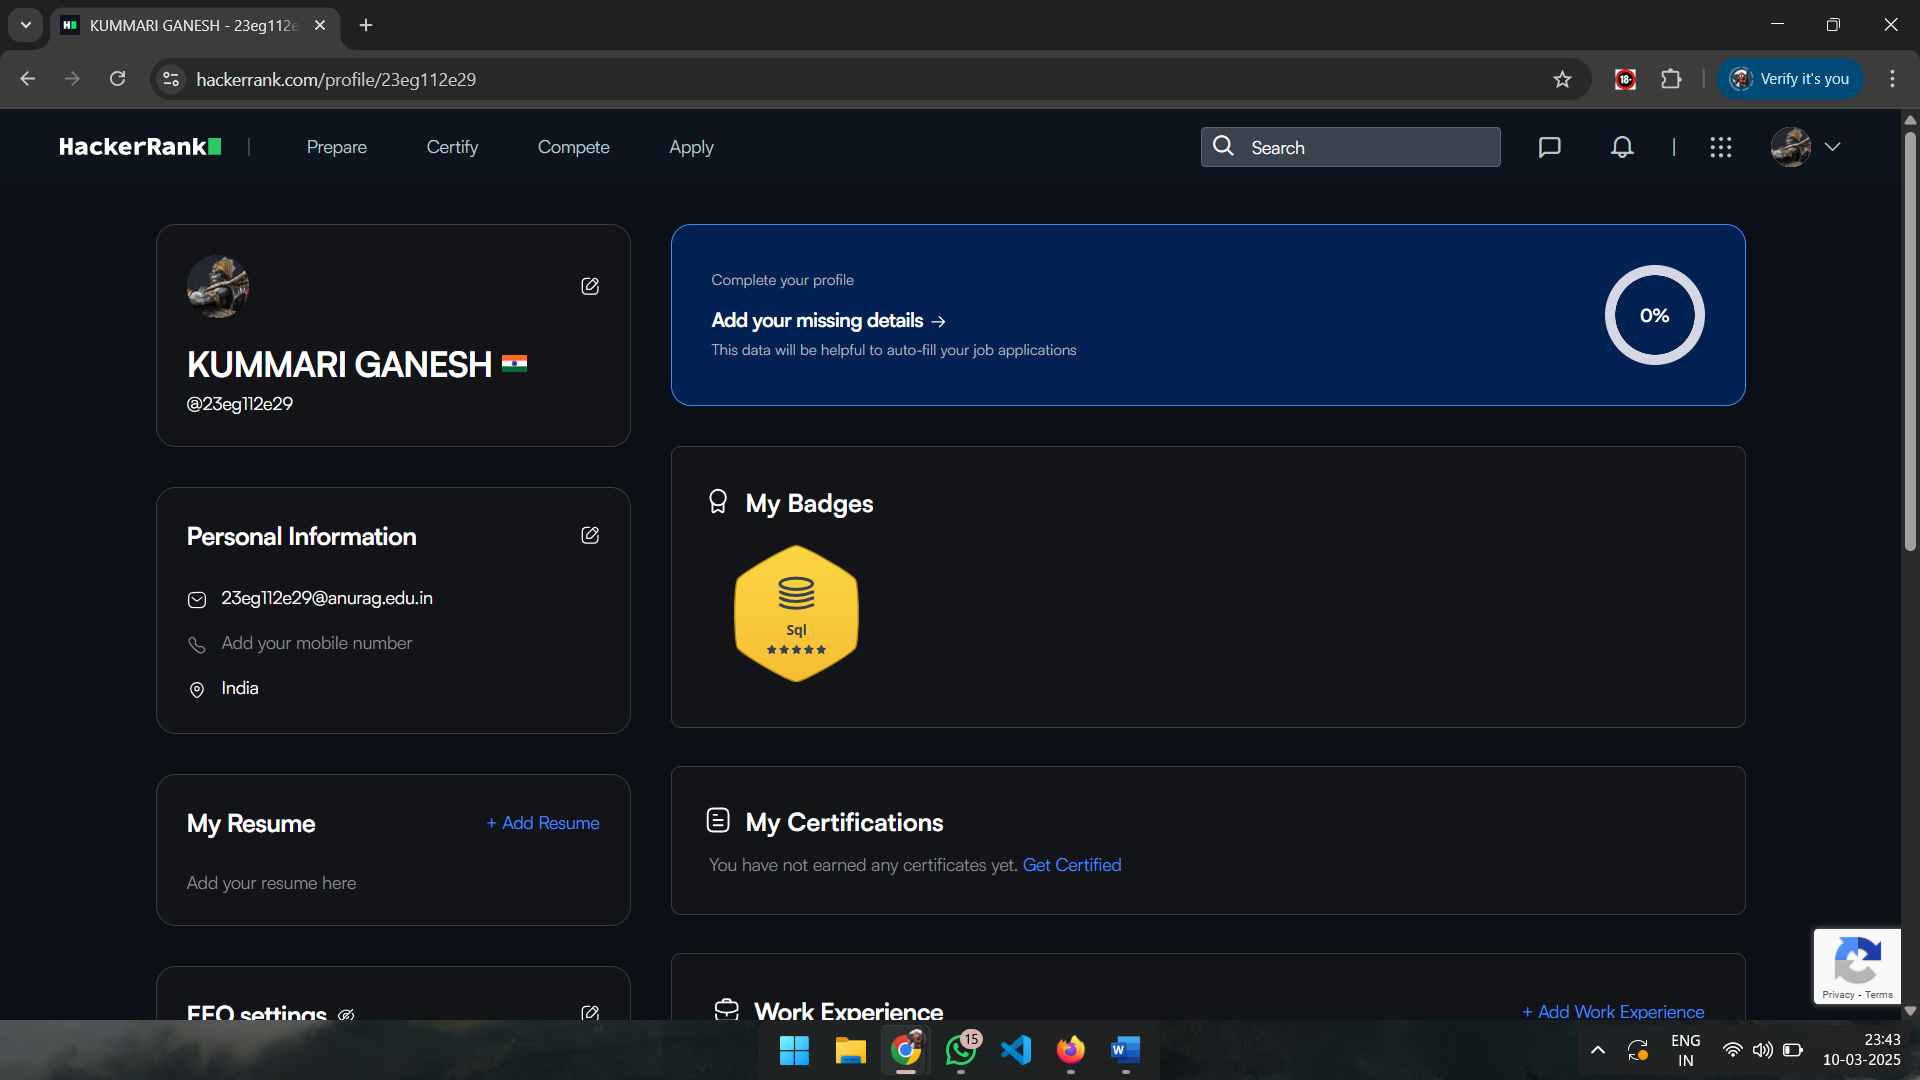 KUMMARI GANESH - 23eg112e
hackerrank.com/profile/23eg112e29
18+
Verify it's you
HackerRank
Prepare
Certify
Compete
Apply
Search
KUMMARI GANESH
@23eg112e29
Complete your profile
Add your missing details →
This data will be helpful to auto-fill your job applications
0%
Personal Information
23eg112e29@anurag.edu.in
Add your mobile number
India
My Badges
Sql
My Resume
+ Add Resume
Add your resume here
My Certifications
You have not earned any certificates yet. Get Certified
EEO settings
Work Experience
+ Add Work Experience
Privacy - Terms
15
ENG
IN
23:43
10-03-2025